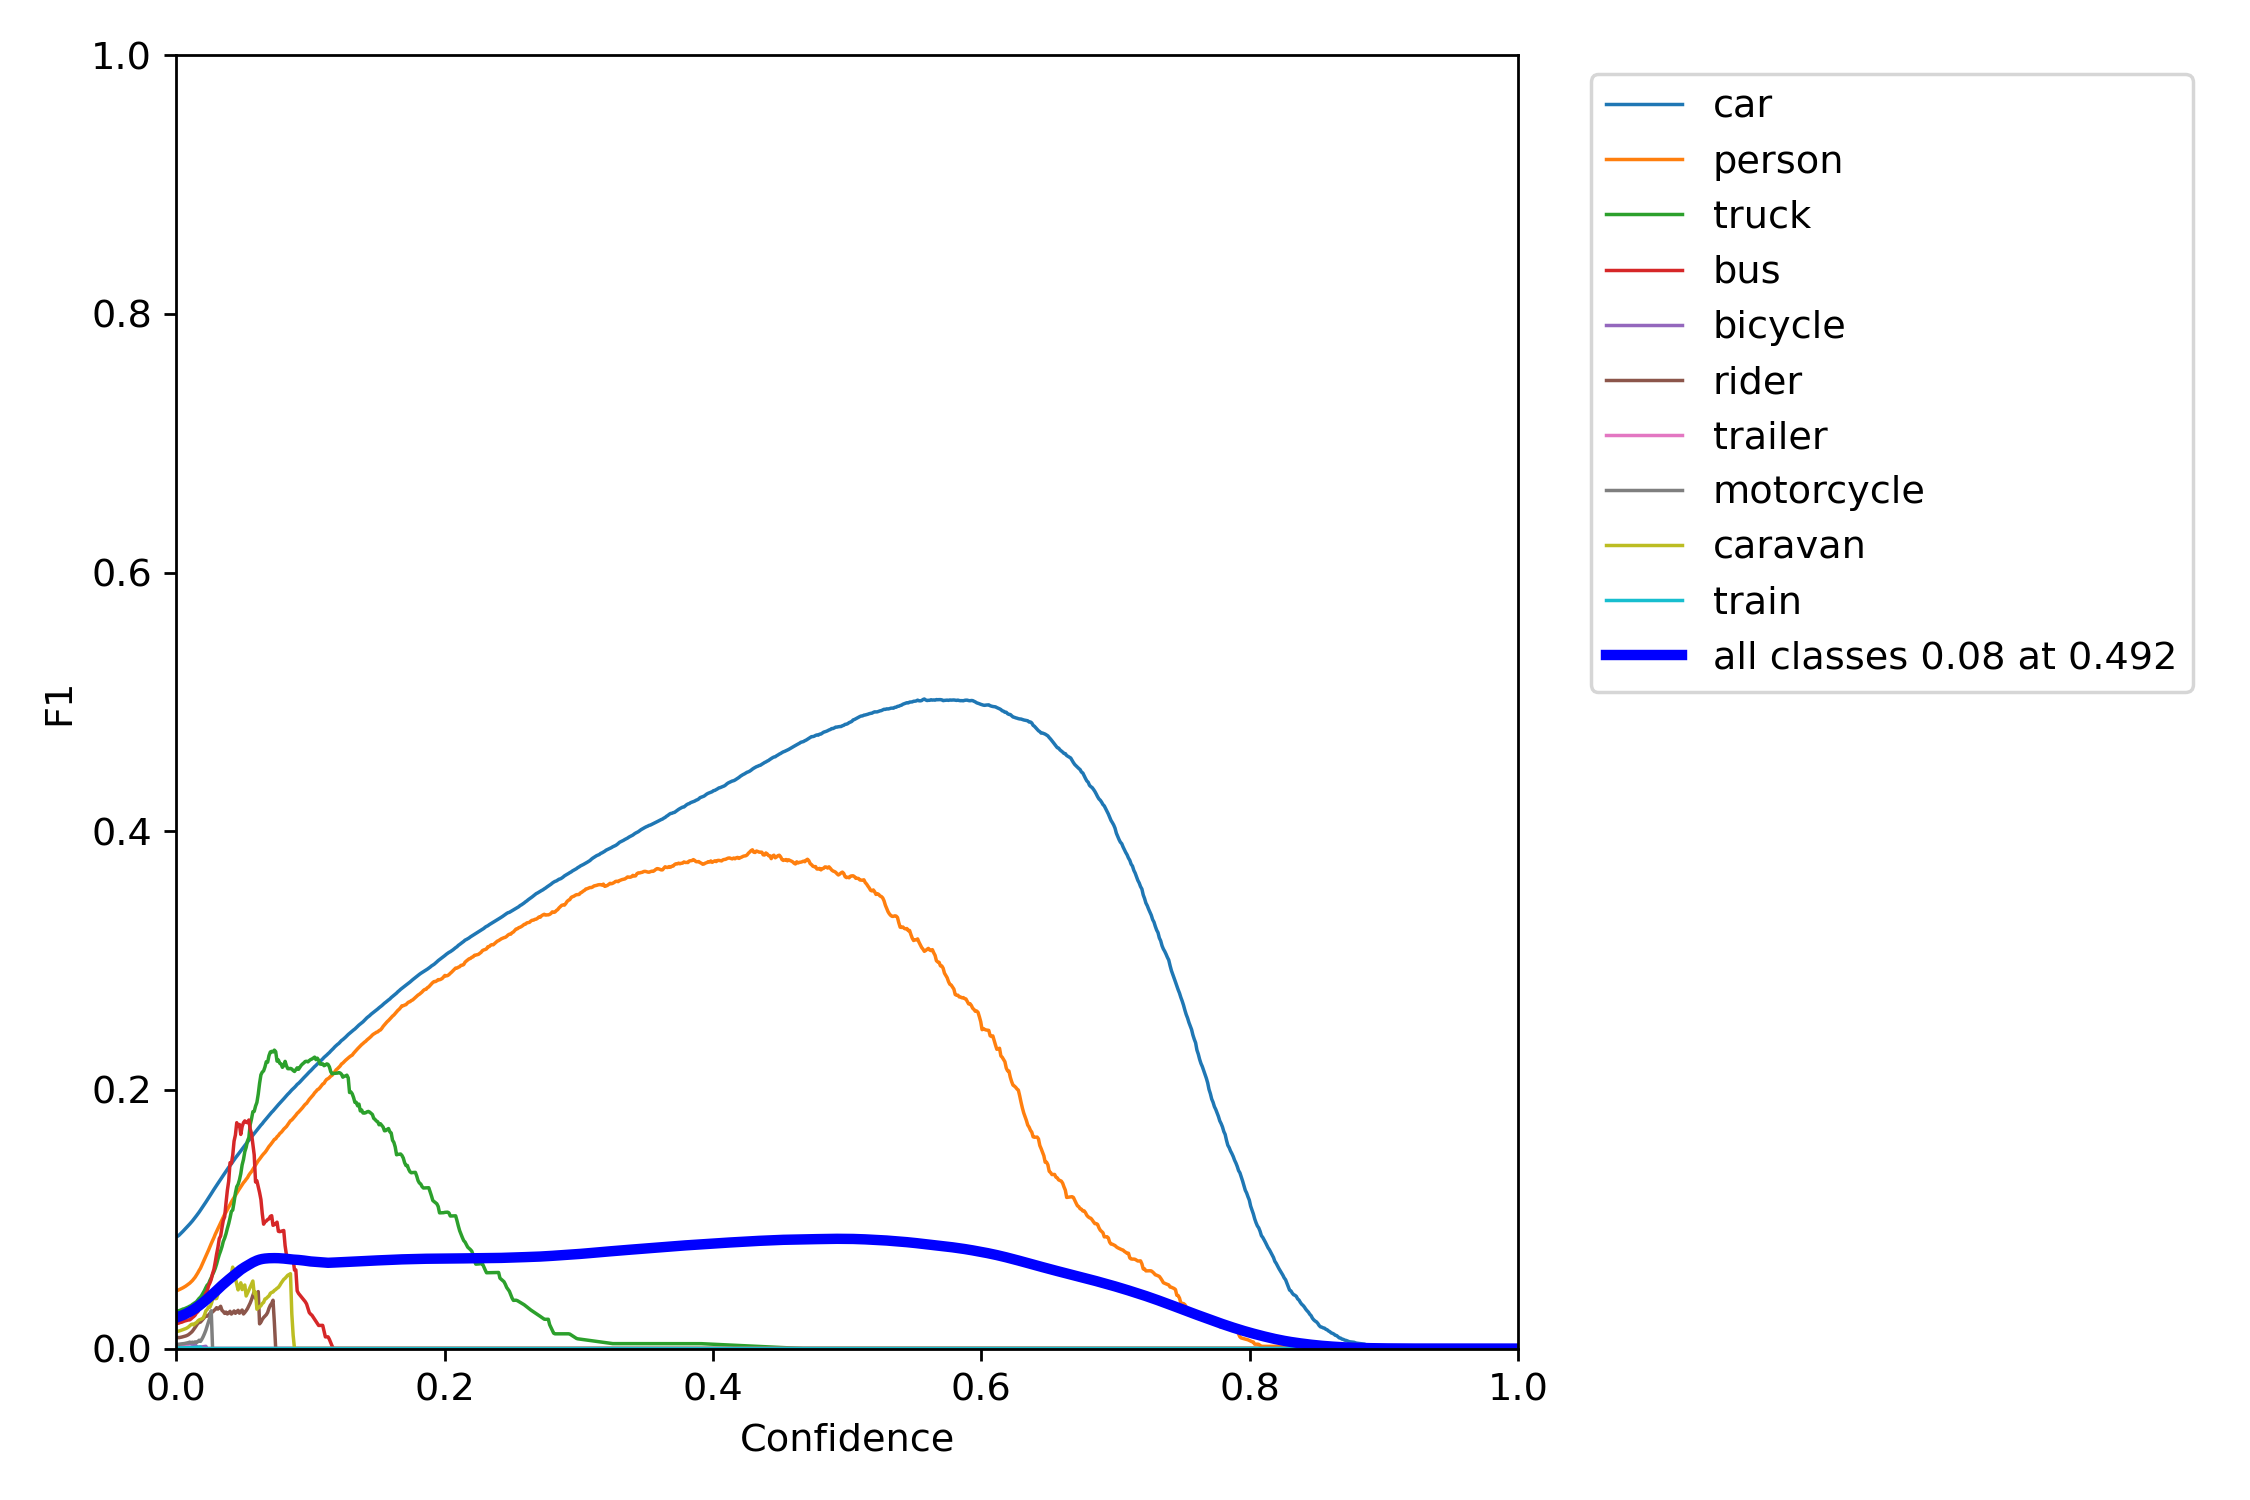 1.0
0.8
0.6
0.4
0.2
0.0
F1
0.0 0.2 0.4 0.6 0.8 1.0
Confidence
car
person
truck
bus
bicycle
rider
trailer
motorcycle
caravan
train
all classes 0.08 at 0.492